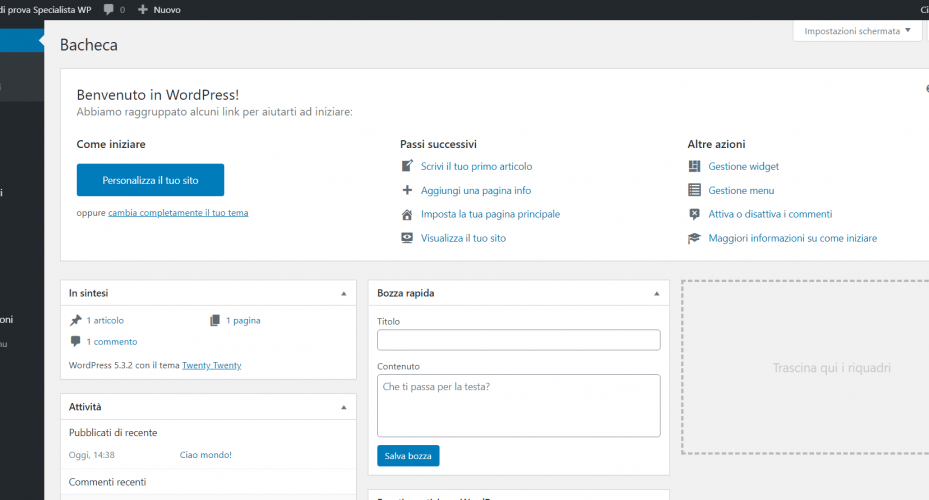 di prova Specialista WP 0 Nuovo
Bacheca
Impostazioni schermata
Benvenuto in WordPress!
Abbiamo raggruppato alcuni link per aiutarti ad iniziare:
Come iniziare
Personalizza il tuo sito
oppure cambia completamente il tuo tema
Passi successivi
Scrivi il tuo primo articolo
Aggiungi una pagina info
Imposta la tua pagina principale
Visualizza il tuo sito
Altre azioni
Gestione widget
Gestione menu
Attiva o disattiva i commenti
Maggiori informazioni su come iniziare
In sintesi
1 articolo 1 pagina
1 commento
WordPress 5.3.2 con il tema Twenty Twenty
Attività
Pubblicati di recente
Oggi, 14:38 Ciao mondo!
Commenti recenti
Bozza rapida
Titolo
Contenuto
Che ti passa per la testa?
Salva bozza
Trascina qui i riquadri